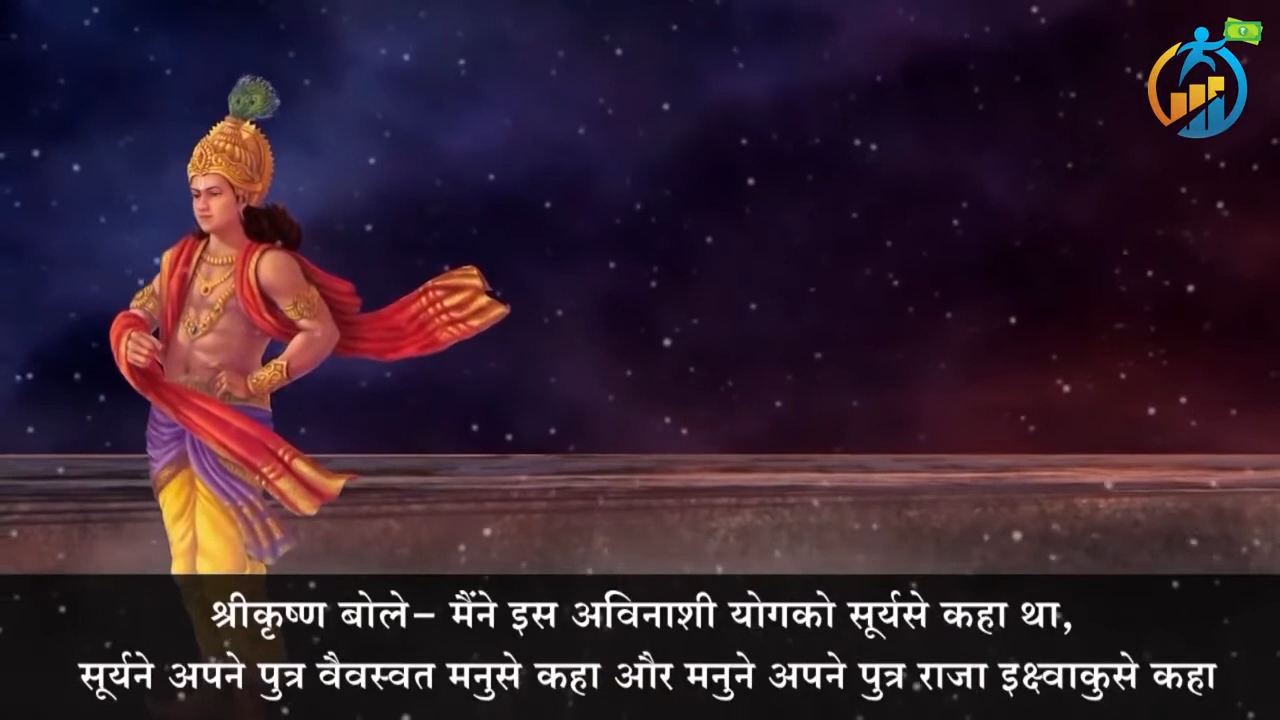 श्रीकृष्ण बोले– मैंने इस अविनाशी योगको सूर्यसे कहा था,
सूर्यने अपने पुत्र वैवस्वत मनुसे कहा और मनुने अपने पुत्र राजा इक्ष्वाकुसे कहा